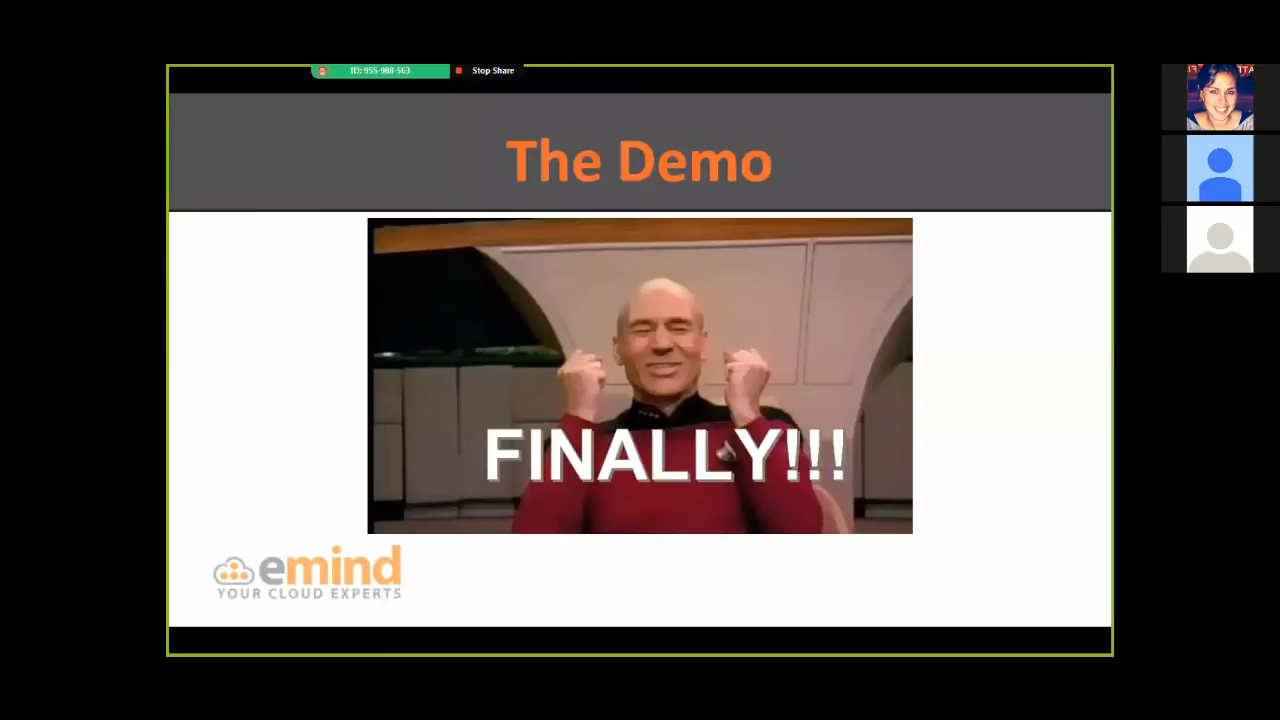 ID: 955-988-563 Stop Share
The Demo
FINALLY!!!
emind
YOUR CLOUD EXPERTS